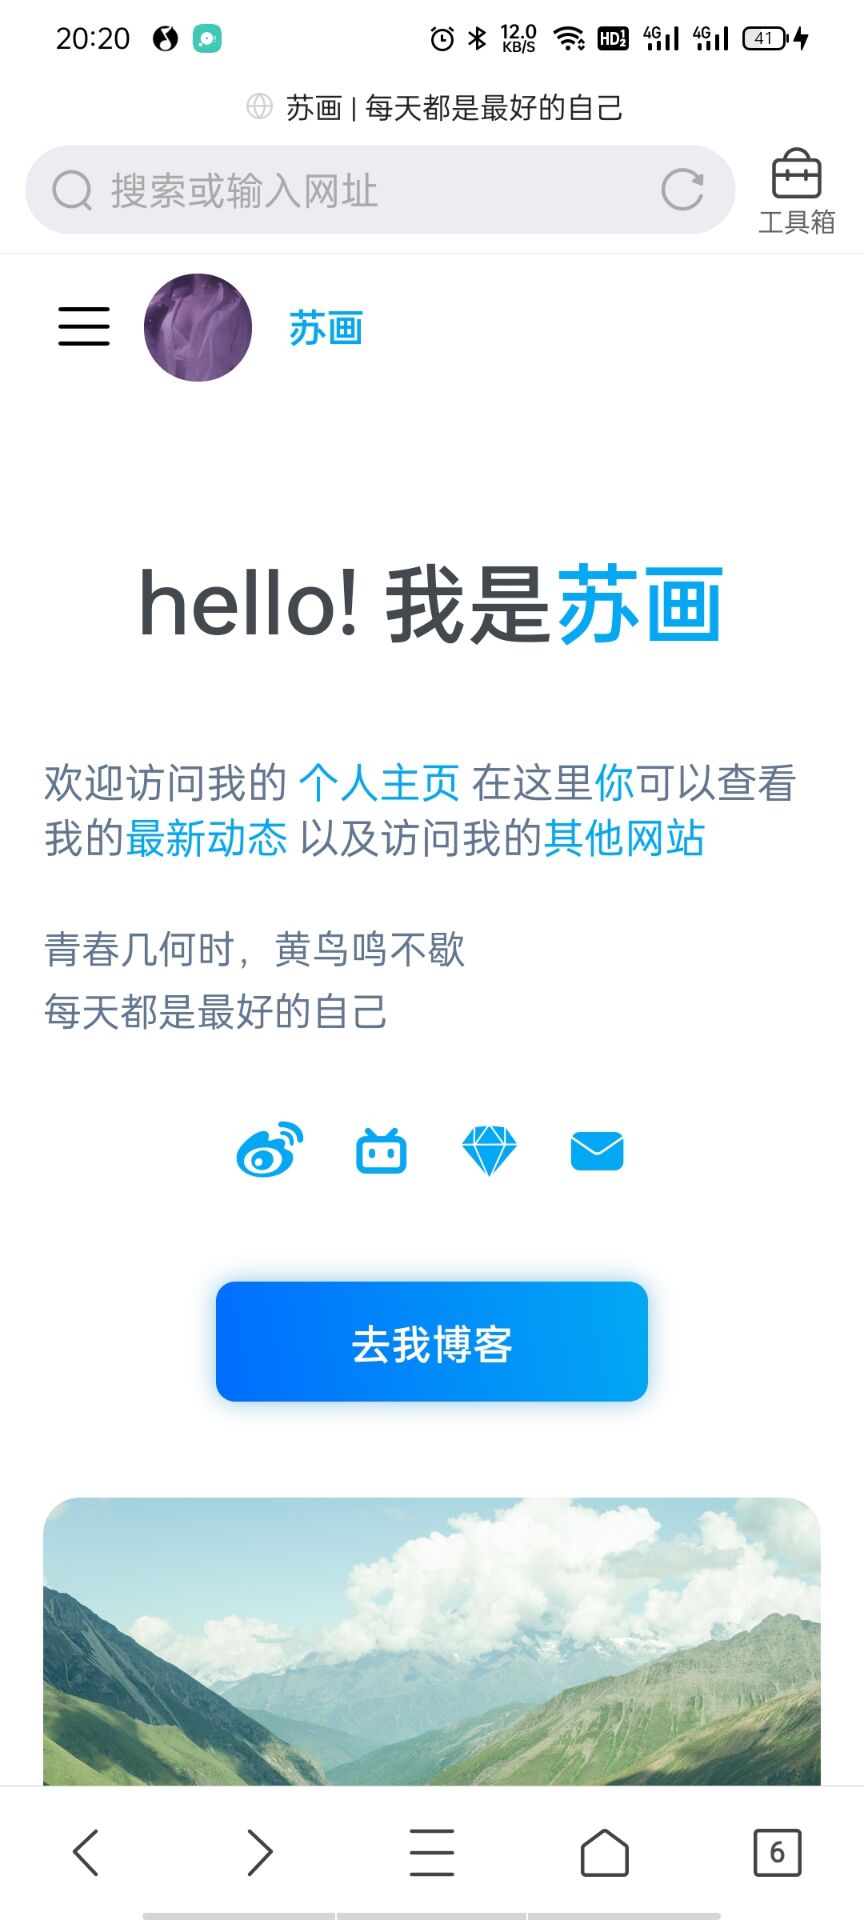 20:20
12.0 KB/S HD 1 2 4G 4G 41
苏画 | 每天都是最好的自己
搜索或输入网址
工具箱
苏画
hello! 我是苏画
欢迎访问我的 个人主页 在这里你可以查看
我的最新动态 以及访问我的其他网站
青春几何时，黄鸟鸣不歇
每天都是最好的自己
去我博客
6